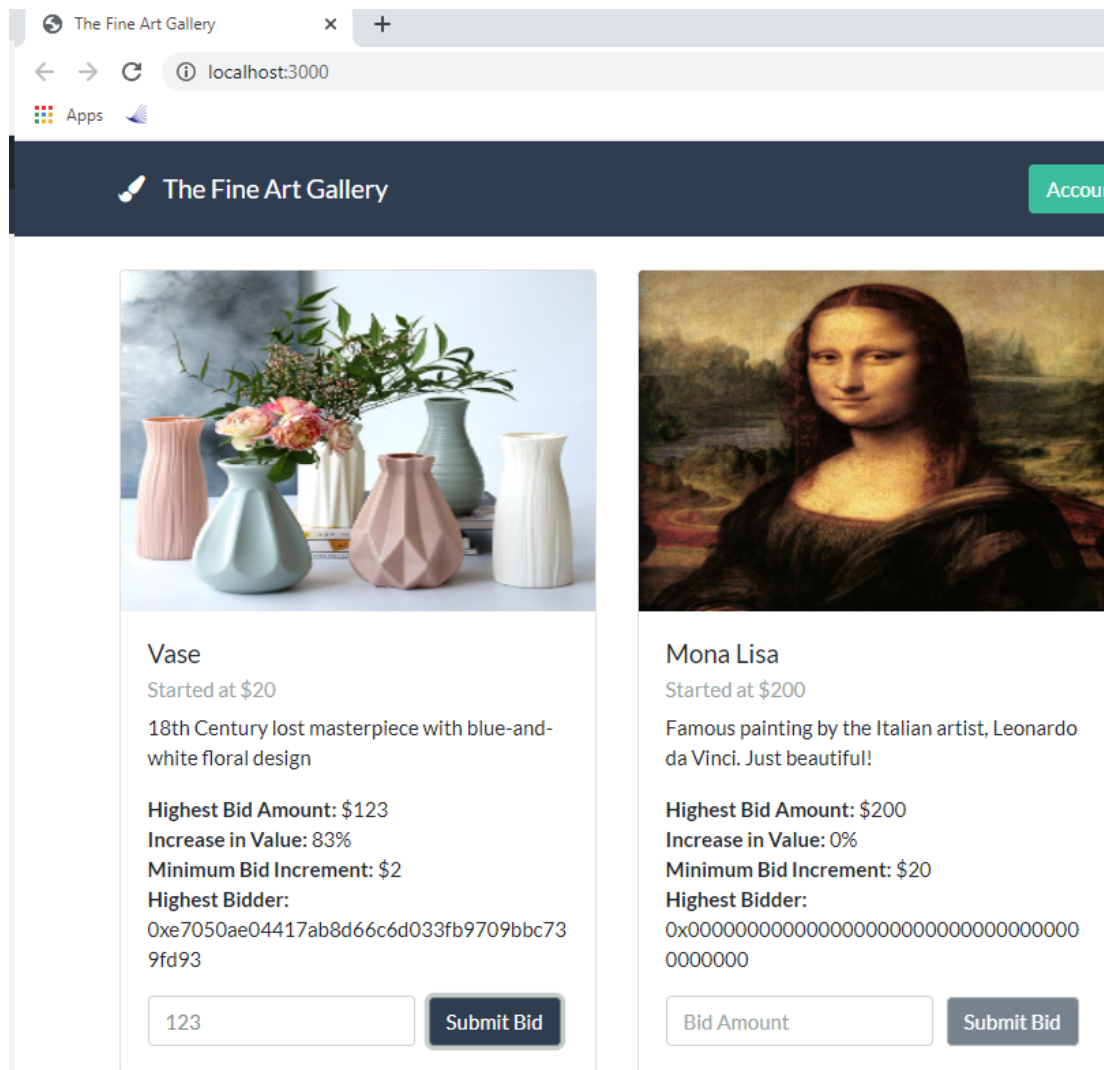 The Fine Art Gallery
localhost:3000
Apps
The Fine Art Gallery
Vase
Started at $20
18th Century lost masterpiece with blue-and-
white floral design
Highest Bid Amount: $123
Increase in Value: 83%
Minimum Bid Increment: $2
Highest Bidder:
0xe7050ae04417ab8d66c6d033fb9709bbc73
9fd93
123
Submit Bid
Mona Lisa
Started at $200
Famous painting by the Italian artist, Leonardo
da Vinci. Just beautiful!
Highest Bid Amount: $200
Increase in Value: 0%
Minimum Bid Increment: $20
Highest Bidder:
0x000000000000000000000000000000000
0000000
Bid Amount
Submit Bid